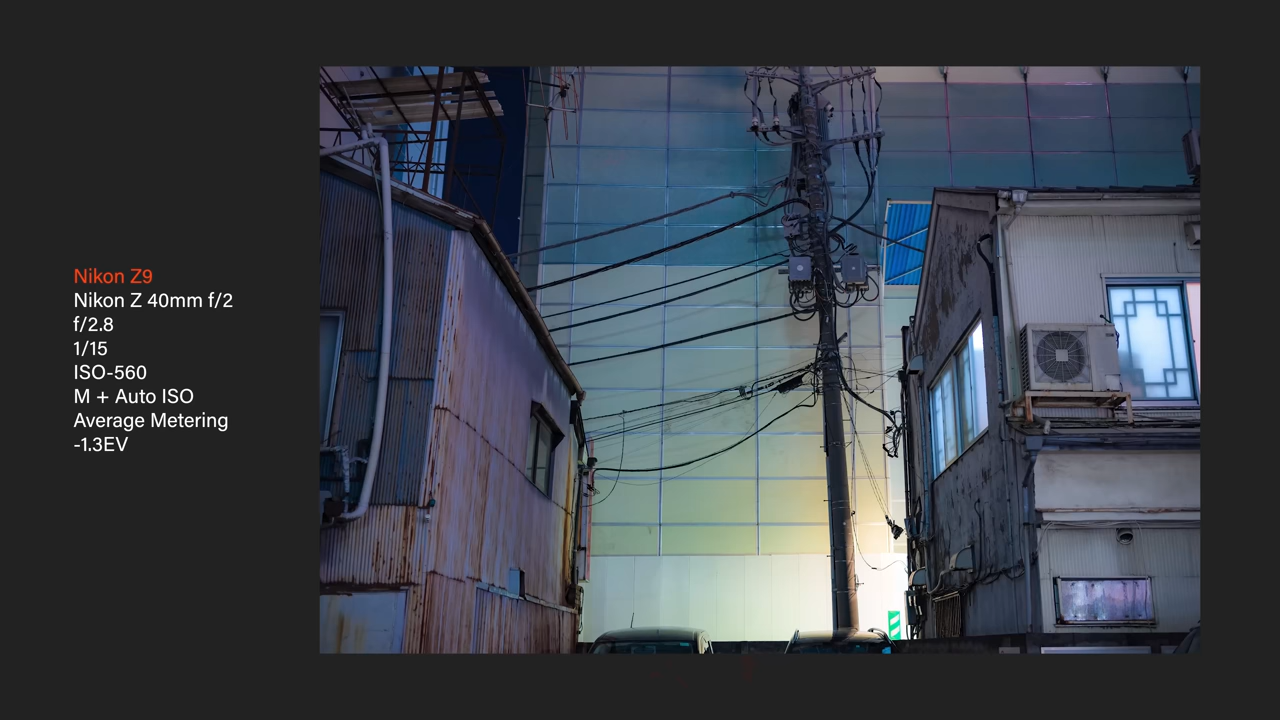 Nikon Z9
Nikon Z 40mm f/2
f/2.8
1/15
ISO-560
M + Auto ISO
Average Metering
-1.3EV